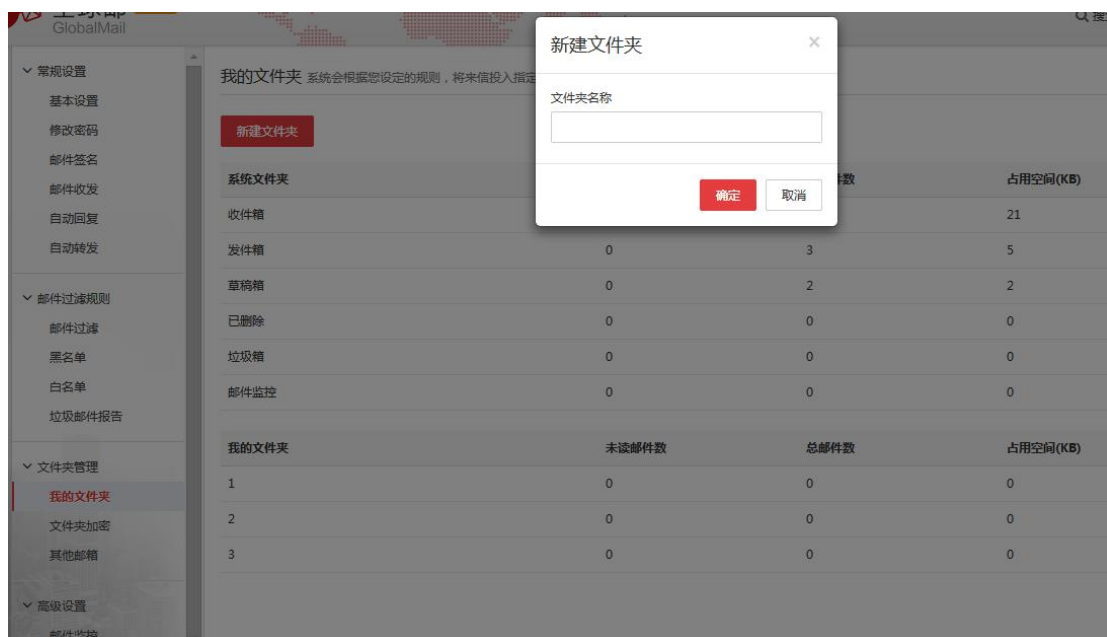 GlobalMail
新建文件夹
×
文件夹名称
确定
取消
常规设置
基本设置
修改密码
邮件签名
邮件收发
自动回复
自动转发
邮件过滤规则
邮件过滤
黑名单
白名单
垃圾邮件报告
文件夹管理
我的文件夹
文件夹加密
其他邮箱
高级设置
邮件监控
我的文件夹 系统会根据您设定的规则，将来信投入指定
新建文件夹
系统文件夹 件数 占用空间(KB)
收件箱 21
发件箱 0 3 5
草稿箱 0 2 2
已删除 0 0 0
垃圾箱 0 0 0
邮件监控 0 0 0
我的文件夹 未读邮件数 总邮件数 占用空间(KB)
1 0 0 0
2 0 0 0
3 0 0 0